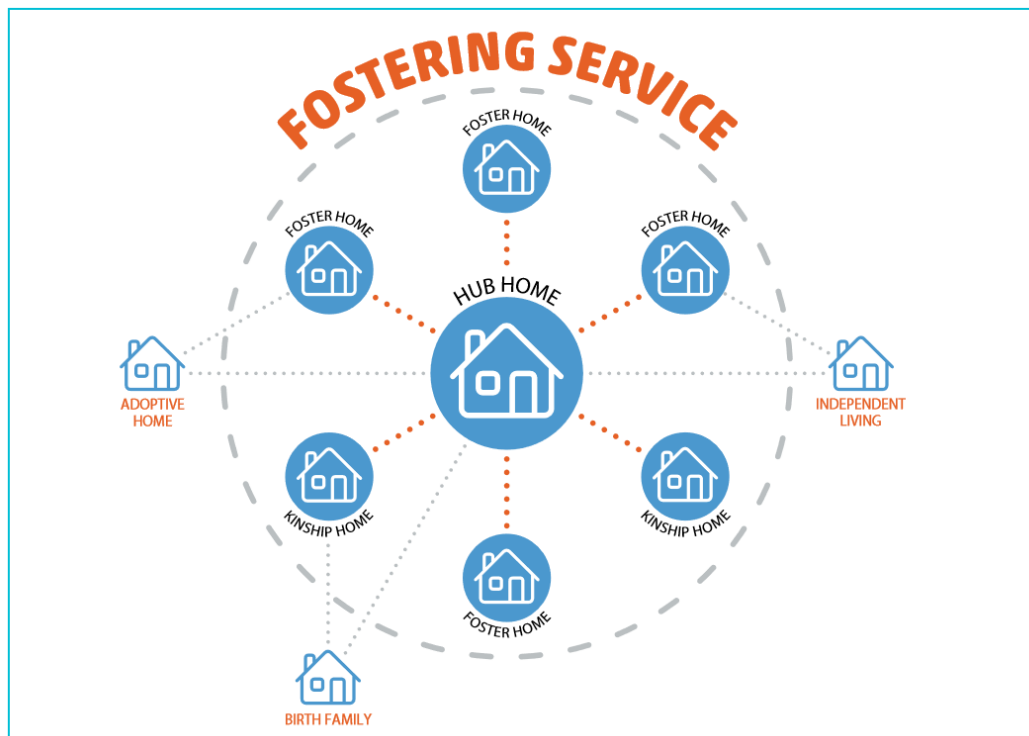 FOSTERING SERVICE
FOSTER HOME
FOSTER HOME
FOSTER HOME
HUB HOME
ADOPTIVE
HOME
INDEPENDENT
LIVING
KINSHIP HOME
KINSHIP HOME
FOSTER HOME
BIRTH FAMILY